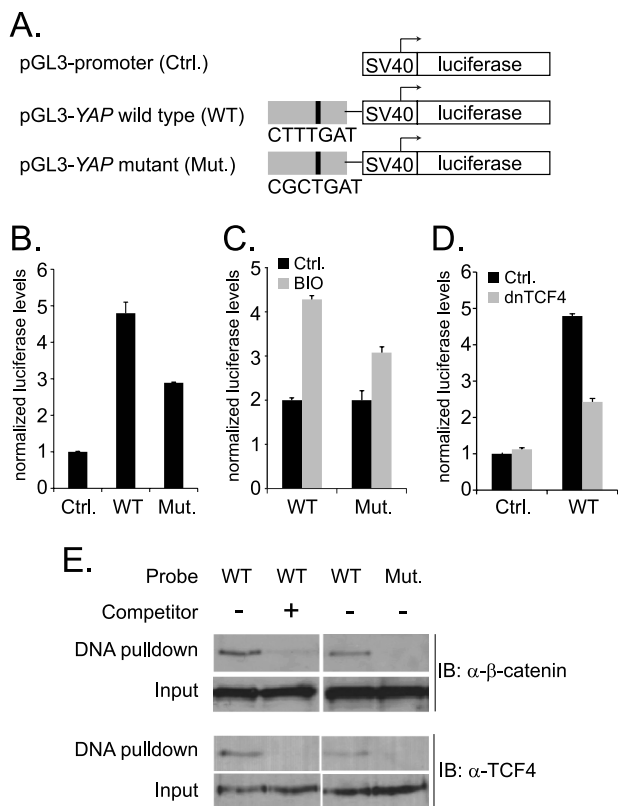 A.
pGL3-promoter (Ctrl.) SV40 luciferase
pGL3-YAP wild type (WT) SV40 luciferase
CTTTGAT
pGL3-YAP mutant (Mut.) SV40 luciferase
CGCTGAT
B.
normalized luciferase levels
6
5
4
3
2
1
0
Ctrl. WT Mut.
C.
Ctrl.
BIO
normalized luciferase levels
5
4
3
2
1
0
WT Mut.
D.
Ctrl.
dnTCF4
normalized luciferase levels
6
5
4
3
2
1
0
Ctrl. WT
E.
Probe WT WT WT Mut.
Competitor - + - -
DNA pulldown
Input
IB: α-β-catenin
DNA pulldown
Input
IB: α-TCF4